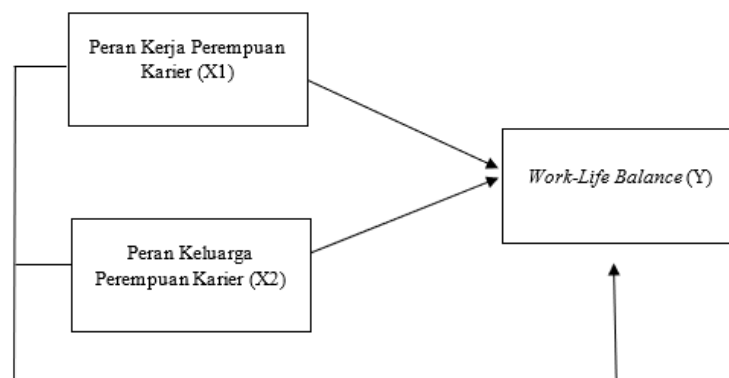 Peran Kerja Perempuan
Karier (X1)
Work-Life Balance (Y)
Peran Keluarga
Perempuan Karier (X2)